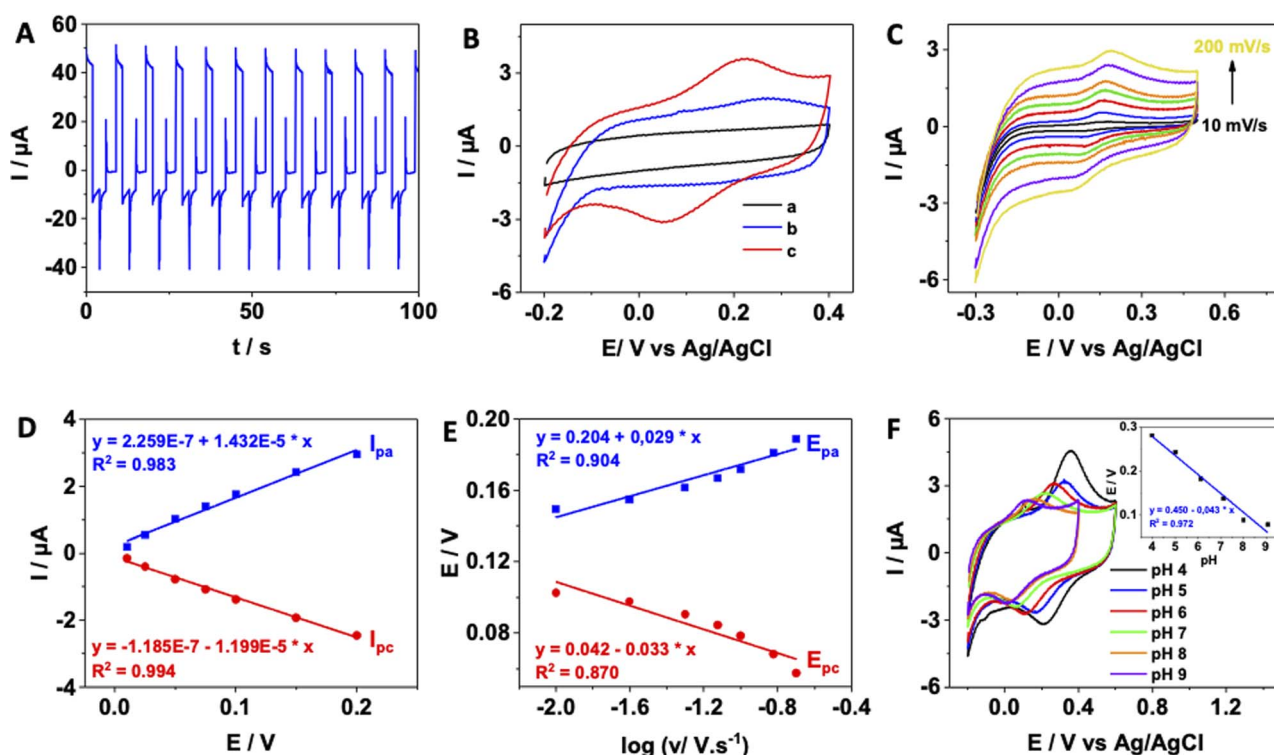 A
I / µA
60
40
20
0
-20
-40
0
50
100
t / s
B
I / µA
3
0
-3
-6
-0.2
0.0
0.2
0.4
a
b
c
E/ V vs Ag/AgCl
C
I / µA
3
0
-3
-6
-0.3
0.0
0.3
0.6
200 mV/s
10 mV/s
E / V vs Ag/AgCl
D
I / µA
4
2
0
-2
-4
0.0
0.1
0.2
y = 2.259E-7 + 1.432E-5 * x
R² = 0.983
Ipa
y = -1.185E-7 - 1.199E-5 * x
R² = 0.994
Ipc
E / V
E
E / V
0.20
0.16
0.12
0.08
-2.0
-1.6
-1.2
-0.8
-0.4
y = 0.204 + 0,029 * x
R² = 0.904
Epa
y = 0.042 - 0.033 * x
R² = 0.870
Epc
log (v/ V.s⁻¹)
F
I / µA
6
3
0
-3
-6
0.0
0.4
0.8
1.2
E / V vs Ag/AgCl
pH 4
pH 5
pH 6
pH 7
pH 8
pH 9
E / V
0.3
0.2
0.1
4
5
6
7
8
9
pH
y = 0.450 - 0,043 * x
R² = 0.972